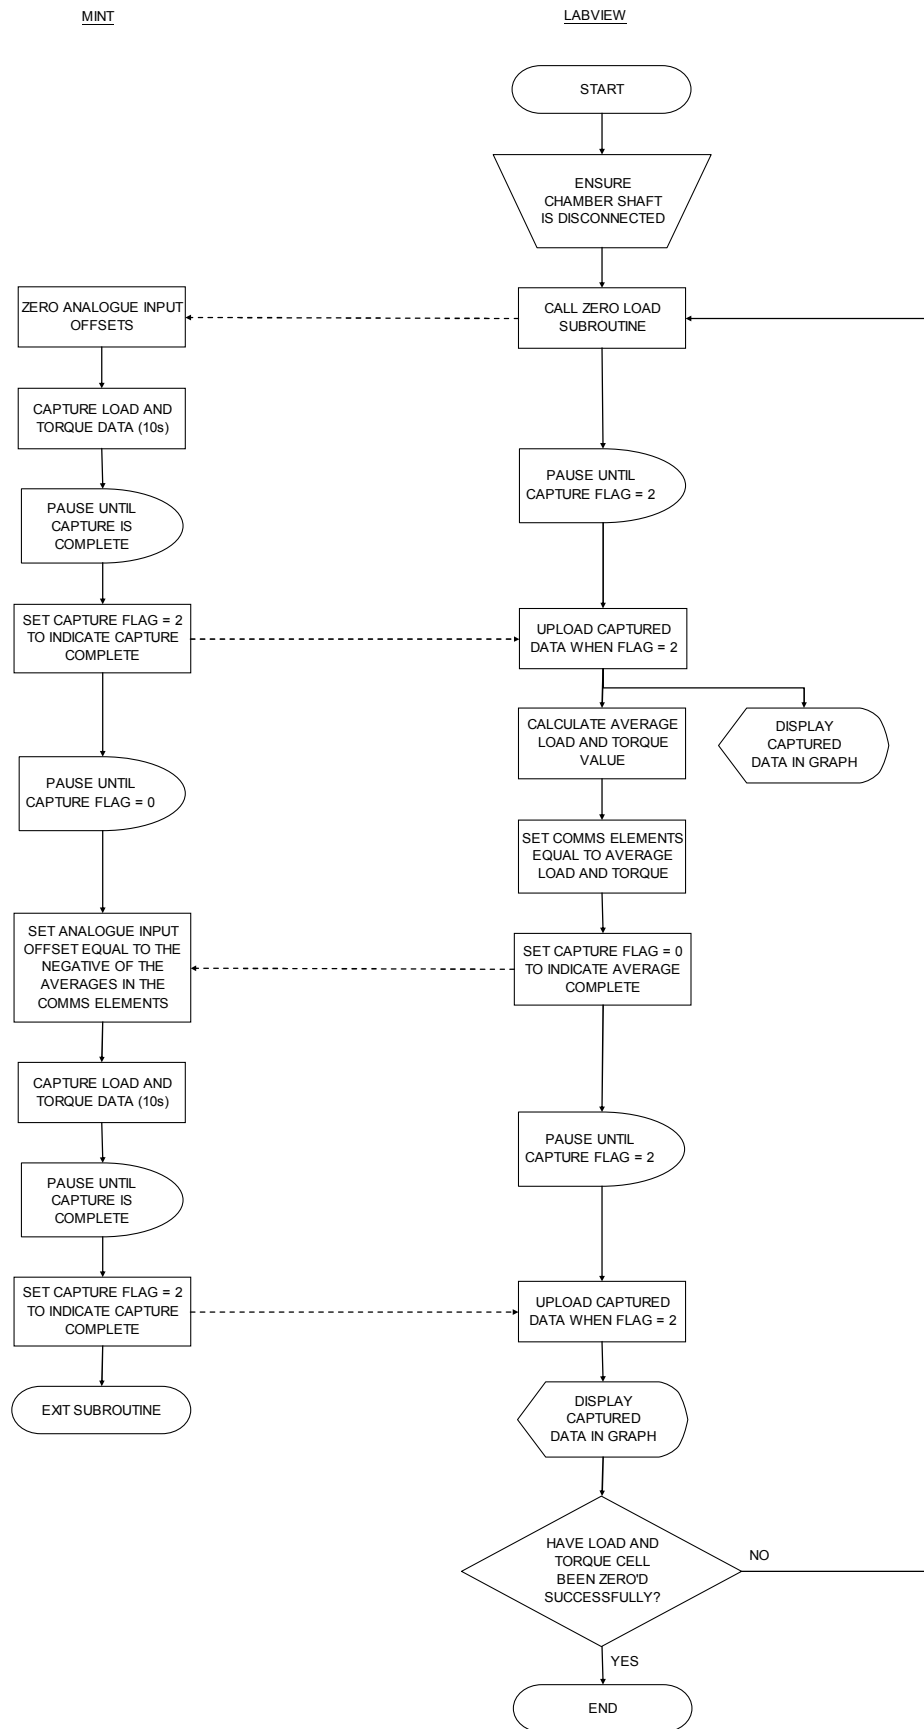 MINT
LABVIEW
START
ENSURE
CHAMBER SHAFT
IS DISCONNECTED
ZERO ANALOGUE INPUT
OFFSETS
CALL ZERO LOAD
SUBROUTINE
CAPTURE LOAD AND
TORQUE DATA (10s)
PAUSE UNTIL
CAPTURE FLAG = 2
PAUSE UNTIL
CAPTURE IS
COMPLETE
SET CAPTURE FLAG = 2
TO INDICATE CAPTURE
COMPLETE
UPLOAD CAPTURED
DATA WHEN FLAG = 2
CALCULATE AVERAGE
LOAD AND TORQUE
VALUE
DISPLAY
CAPTURED
DATA IN GRAPH
PAUSE UNTIL
CAPTURE FLAG = 0
SET COMMS ELEMENTS
EQUAL TO AVERAGE
LOAD AND TORQUE
SET ANALOGUE INPUT
OFFSET EQUAL TO THE
NEGATIVE OF THE
AVERAGES IN THE
COMMS ELEMENTS
SET CAPTURE FLAG = 0
TO INDICATE AVERAGE
COMPLETE
CAPTURE LOAD AND
TORQUE DATA (10s)
PAUSE UNTIL
CAPTURE FLAG = 2
PAUSE UNTIL
CAPTURE IS
COMPLETE
SET CAPTURE FLAG = 2
TO INDICATE CAPTURE
COMPLETE
UPLOAD CAPTURED
DATA WHEN FLAG = 2
EXIT SUBROUTINE
DISPLAY
CAPTURED
DATA IN GRAPH
HAVE LOAD AND
TORQUE CELL
BEEN ZERO'D
SUCCESSFULLY?
NO
YES
END